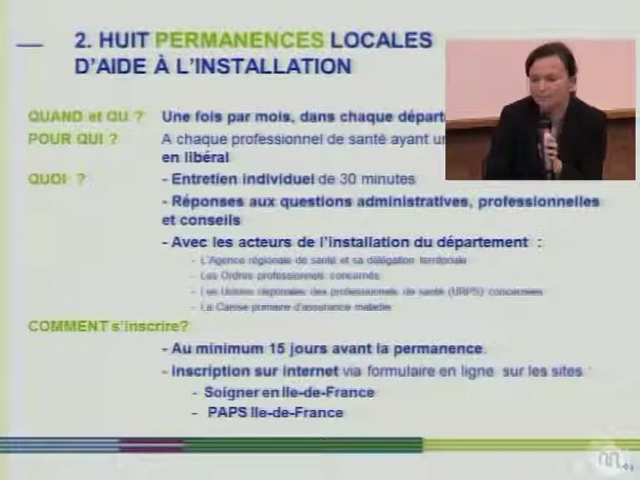 2. HUIT PERMANENCES LOCALES
D'AIDE À L'INSTALLATION
QUAND et OU ? Une fois par mois, dans chaque départ
POUR QUI ? A chaque professionnel de santé ayant u
en libéral
QUOI ? - Entretien individuel de 30 minutes
- Réponses aux questions administratives, professionnelles
et conseils
- Avec les acteurs de l'installation du département :
- L'Agence régionale de santé et sa délégation territoriale
- Les Ordres professionnels concernés
- Les Unions régionales des professionnels de santé (URPS) concernées
- La Caisse primaire d'assurance maladie
COMMENT s'inscrire?
- Au minimum 15 jours avant la permanence
- Inscription sur internet via formulaire en ligne sur les sites :
- Soigner en Ile-de-France
- PAPS Ile-de-France